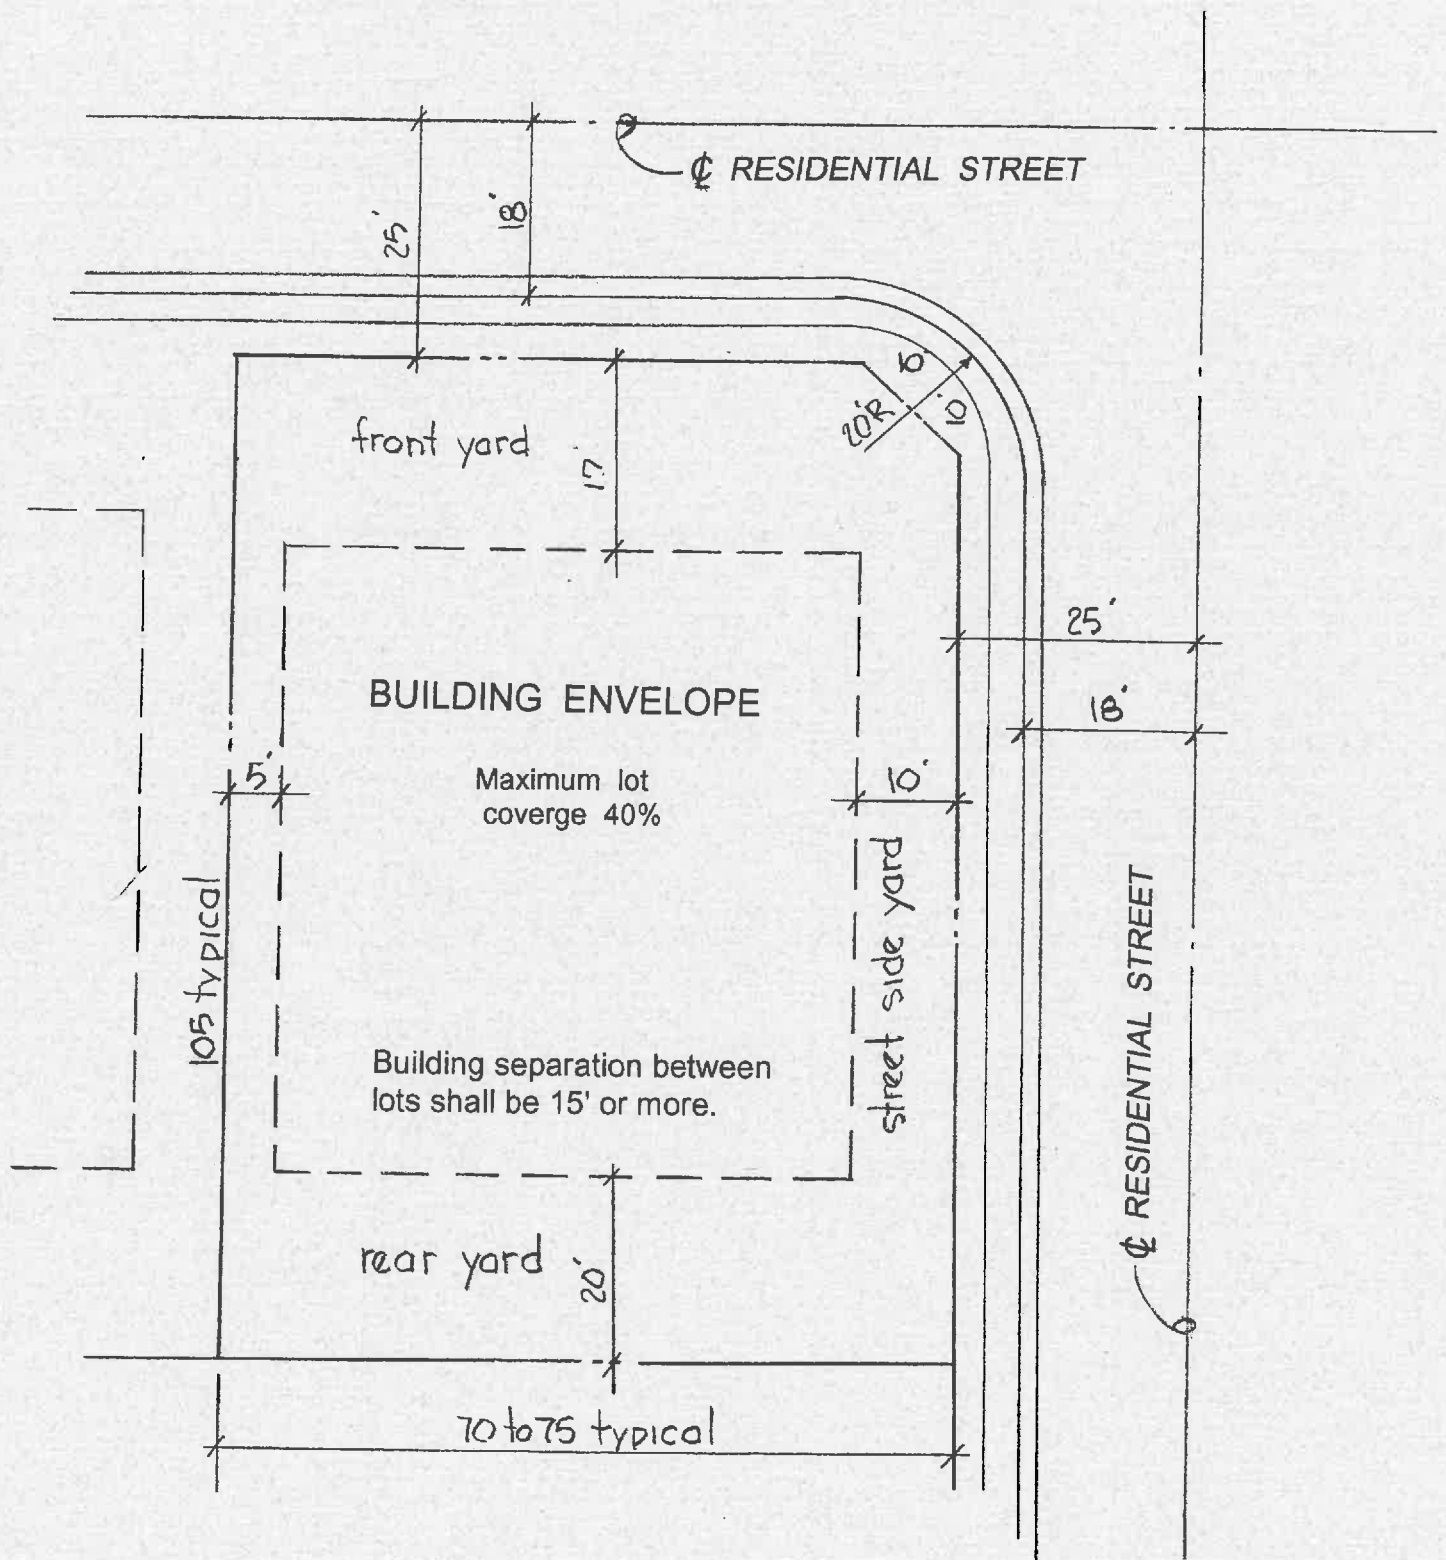 ℄ RESIDENTIAL STREET
25'
18'
10'
10'
20'R
front yard
17'
25'
BUILDING ENVELOPE
18'
5'
Maximum lot
coverge 40%
10'
105 typical
street side yard
℄ RESIDENTIAL STREET
Building separation between
lots shall be 15' or more.
rear yard
20'
70 to 75 typical